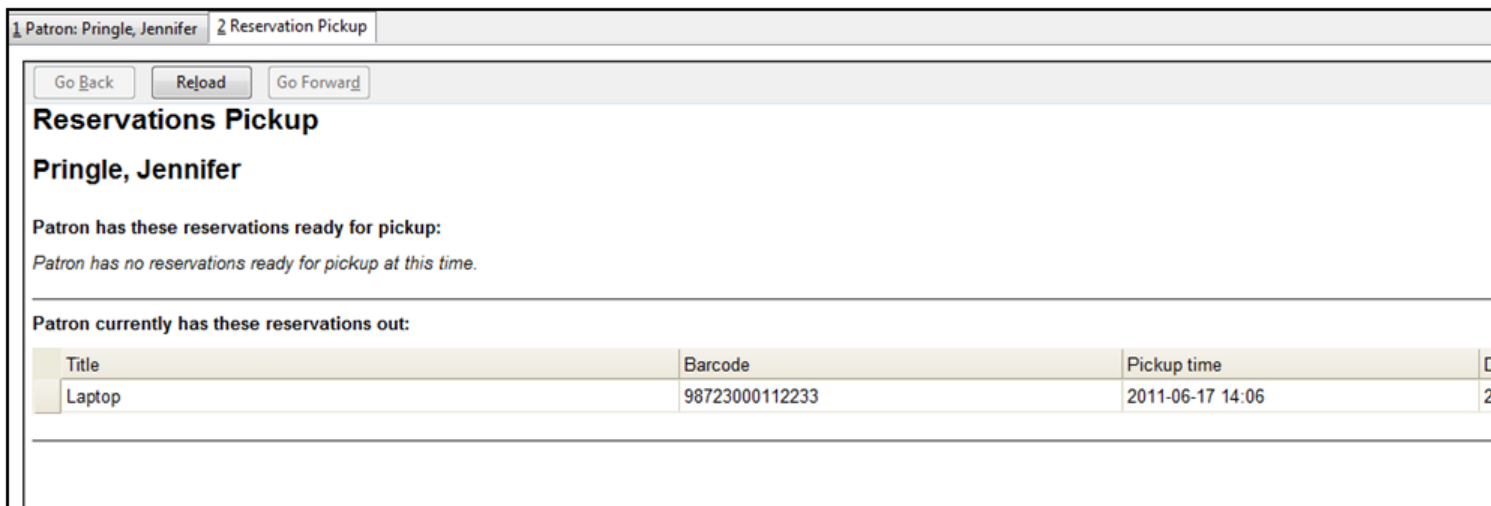 1 Patron: Pringle, Jennifer 2 Reservation Pickup
Go Back Reload Go Forward
Reservations Pickup
Pringle, Jennifer
Patron has these reservations ready for pickup:
Patron has no reservations ready for pickup at this time.
Patron currently has these reservations out:
Title Barcode Pickup time
Laptop 98723000112233 2011-06-17 14:06